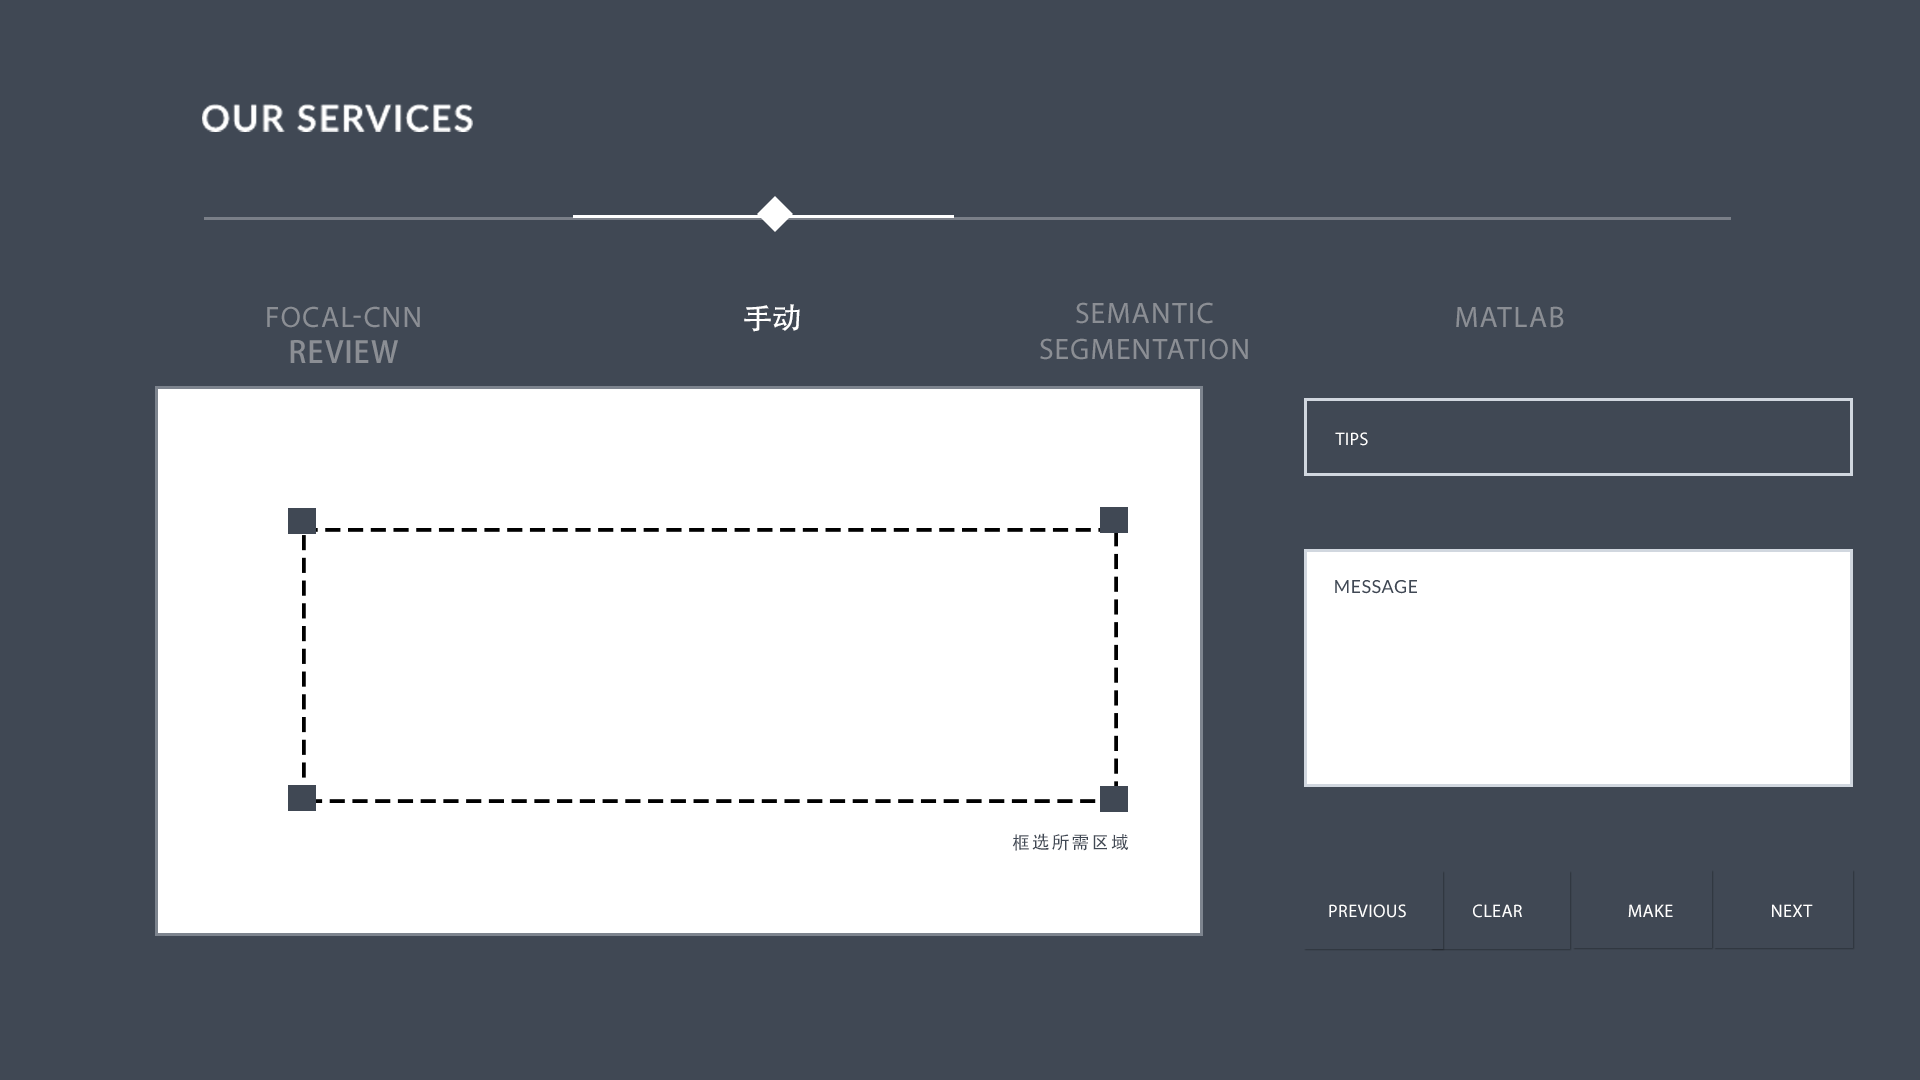 OUR SERVICES
FOCAL-CNN
REVIEW
手动
SEMANTIC
SEGMENTATION
MATLAB
TIPS
MESSAGE
框选所需区域
PREVIOUS
CLEAR
MAKE
NEXT